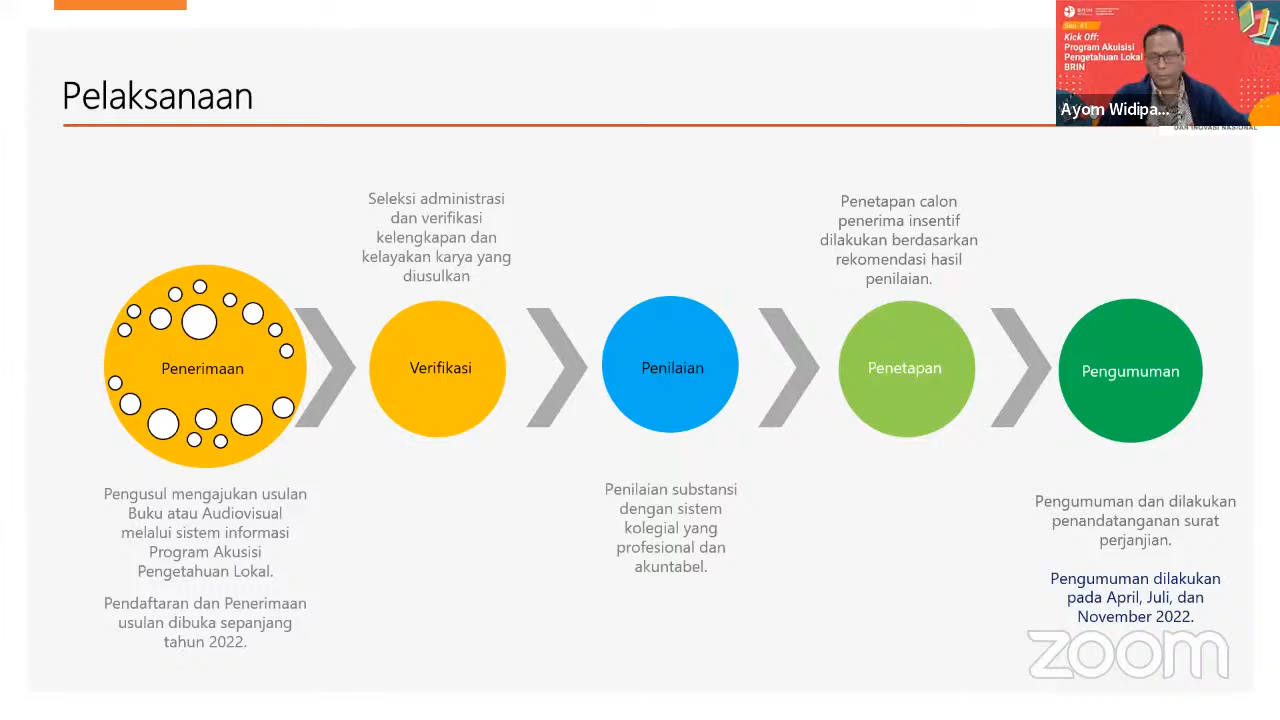 Pelaksanaan
BRIN
Kick Off:
Program Akuisisi
Pengetahuan Lokal
BRIN
Ayom Widipa...
DAN INOVASI NASIONAL
Seleksi administrasi
dan verifikasi
kelengkapan dan
kelayakan karya yang
diusulkan
Penetapan calon
penerima insentif
dilakukan berdasarkan
rekomendasi hasil
penilaian.
Penerimaan
Verifikasi
Penilaian
Penetapan
Pengumuman
Pengusul mengajukan usulan
Buku atau Audiovisual
melalui sistem informasi
Program Akusisi
Pengetahuan Lokal.
Pendaftaran dan Penerimaan
usulan dibuka sepanjang
tahun 2022.
Penilaian substansi
dengan sistem
kolegial yang
profesional dan
akuntabel.
Pengumuman dan dilakukan
penandatanganan surat
perjanjian.
Pengumuman dilakukan
pada April, Juli, dan
November 2022.
zoom